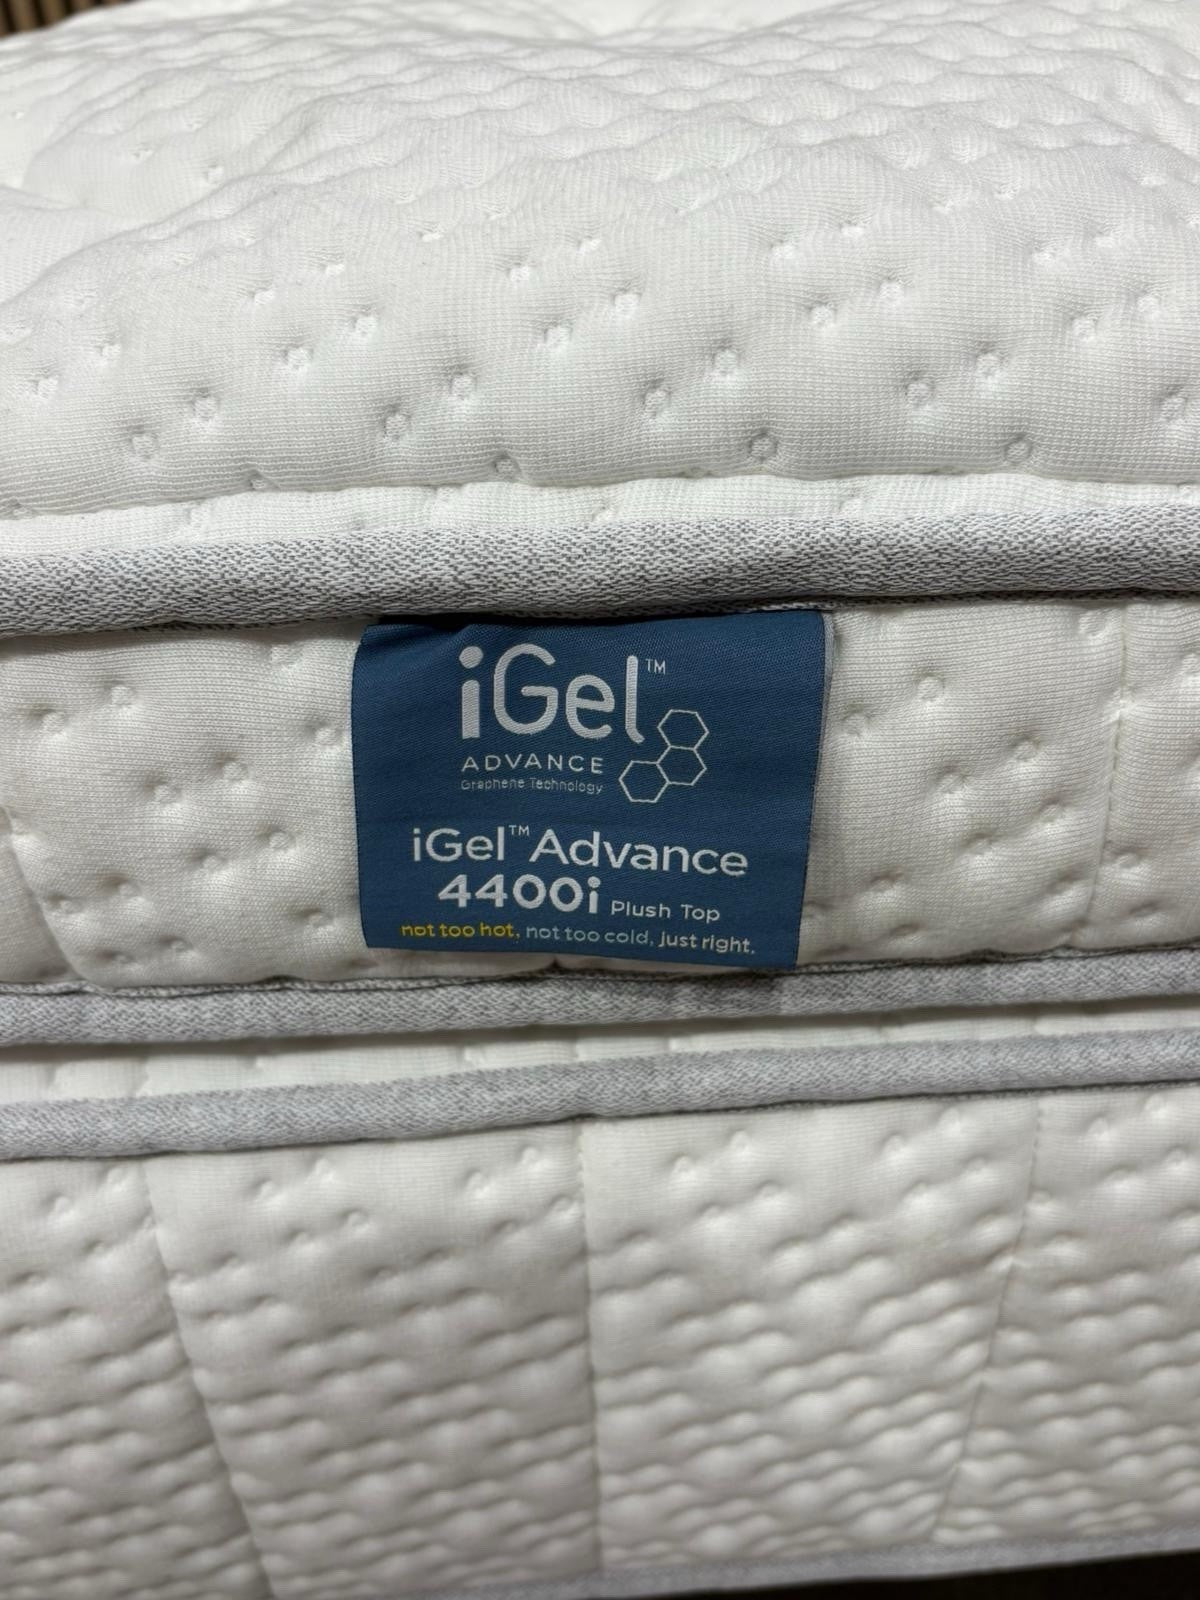 iGel™
ADVANCE
Graphene Technology
iGel™ Advance
4400i Plush Top
not too hot, not too cold, just right.